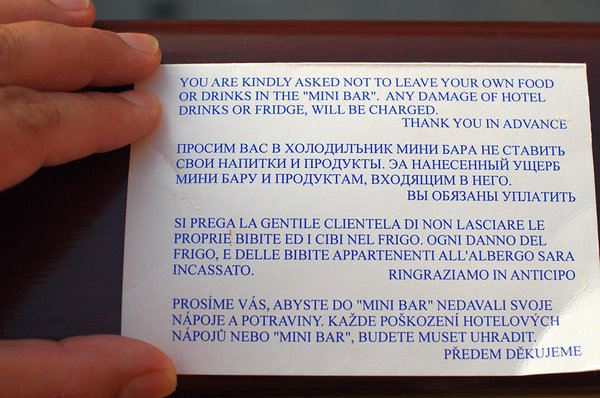 YOU ARE KINDLY ASKED NOT TO LEAVE YOUR OWN FOOD
OR DRINKS IN THE "MINI BAR". ANY DAMAGE OF HOTEL
DRINKS OR FRIDGE, WILL BE CHARGED.
THANK YOU IN ADVANCE
ПРОСИМ ВАС В ХОЛОДИЛЪНИК МИНИ БАРА НЕ СТАВИТЬ
СВОИ НАПИТКИ И ПРОДУКТЫ. ЭА НАНЕСЕННЫЙ УЩЕРБ
МИНИ БАРУ И ПРОДУКТАМ, ВХОДЯЩИМ В НЕГО.
ВЫ ОБЯЗАНЫ УПЛАТИТЬ
SI PREGA LA GENTILE CLIENTELA DI NON LASCIARE LE
PROPRIE BIBITE ED I CIBI NEL FRIGO. OGNI DANNO DEL
FRIGO, E DELLE BIBITE APPARTENENTI ALL'ALBERGO SARA
INCASSATO.
RINGRAZIAMO IN ANTICIPO
PROSÍME VÁS, ABYSTE DO "MINI BAR" NEDAVALI SVOJE
NÁPOJE A POTRAVINY. KAŽDE POŠKOZENÍ HOTELOVÝCH
NÁPOJŮ NEBO "MINI BAR", BUDETE MUSET UHRADIT.
PŘEDEM DĚKUJEME